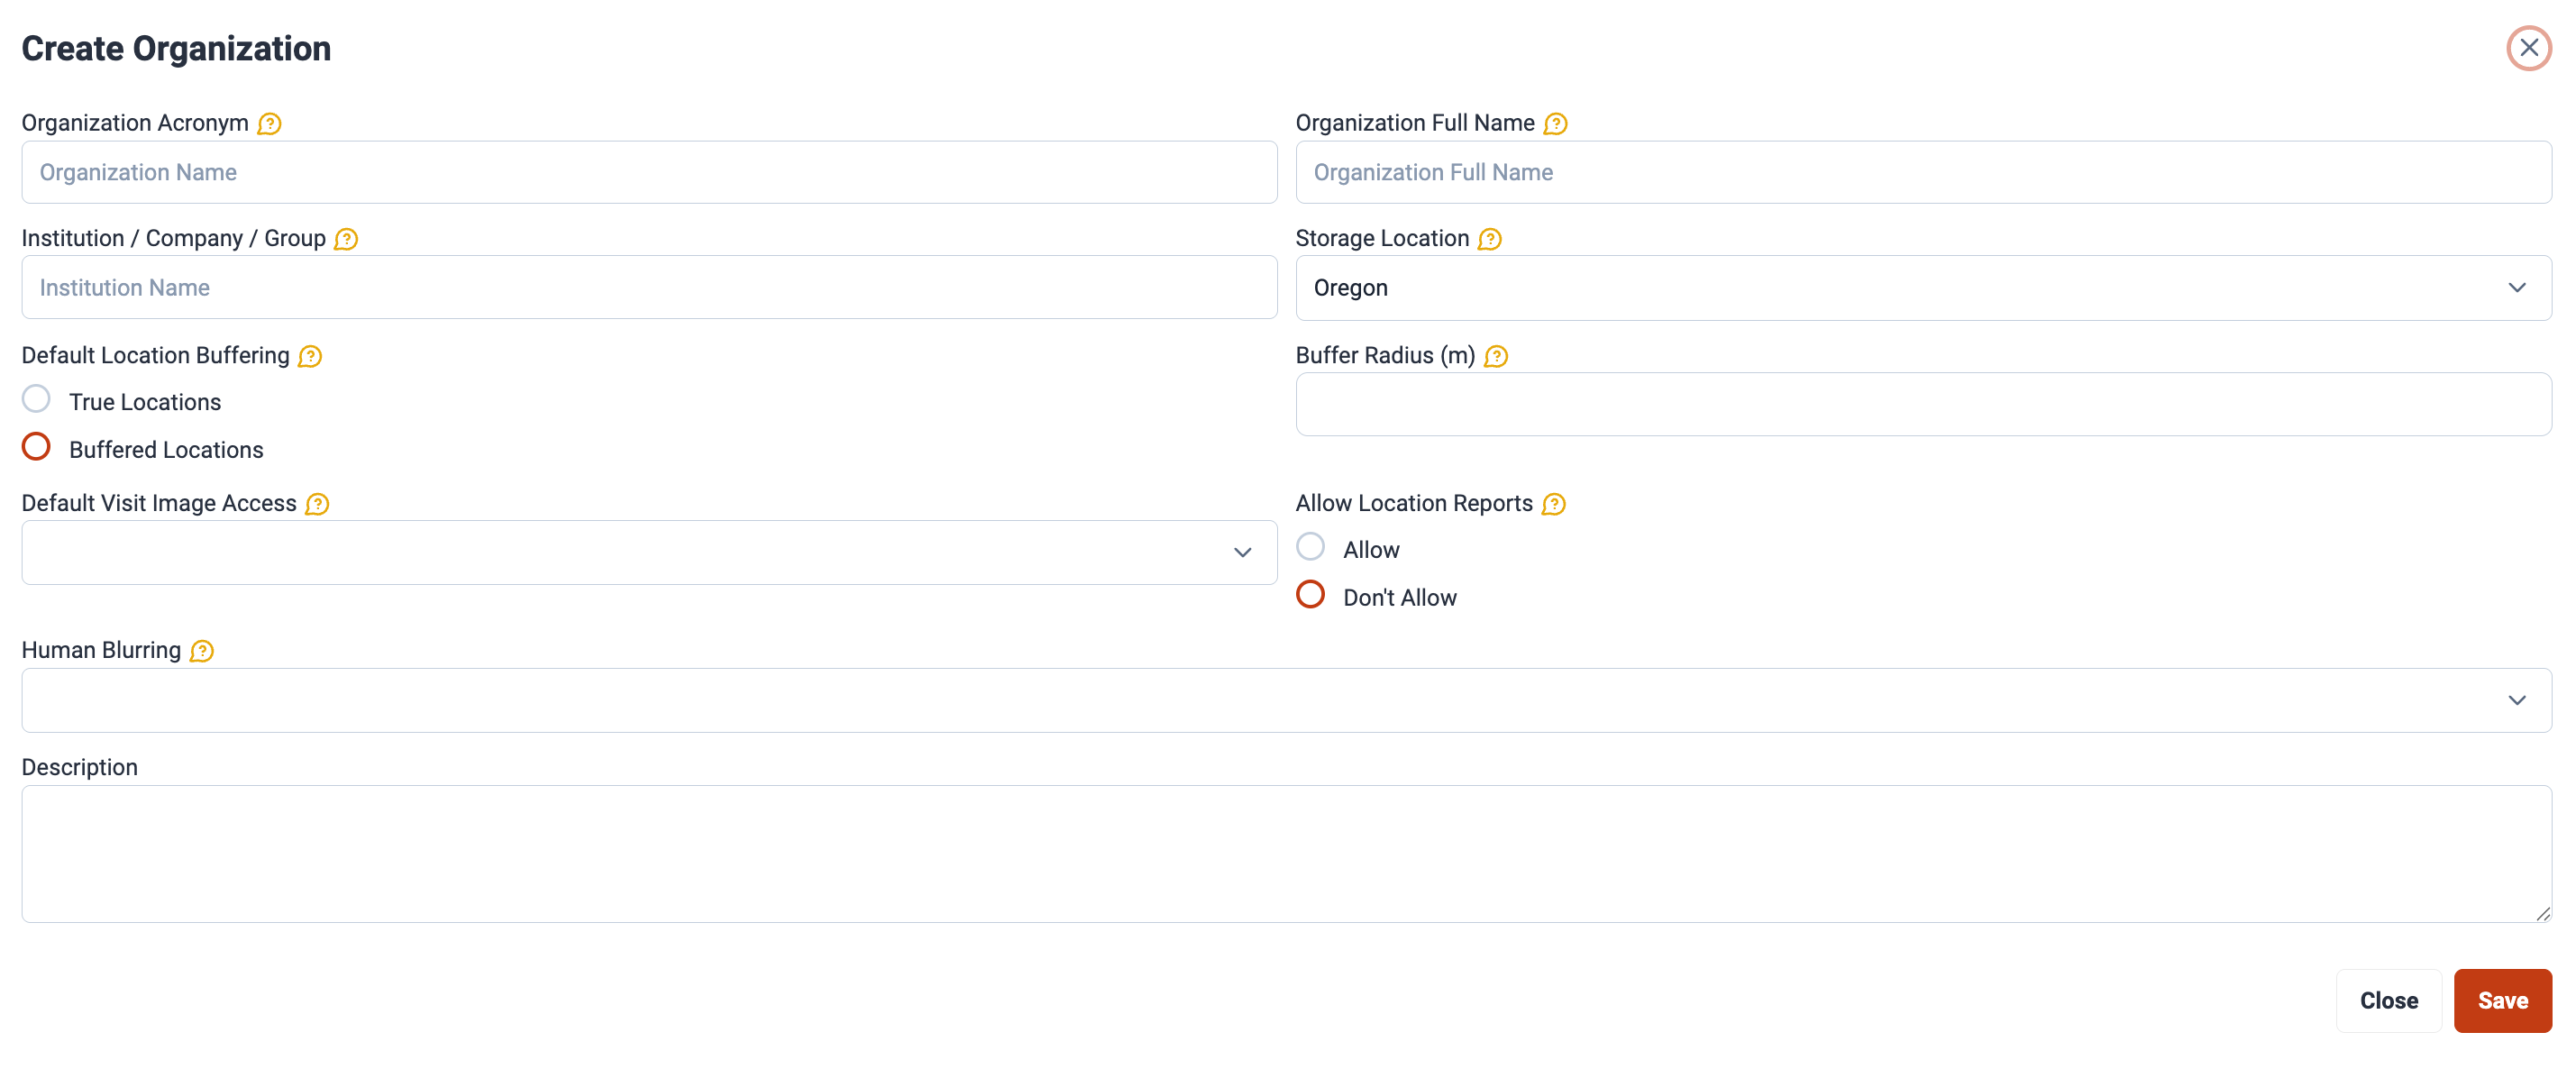 Create Organization
Organization Acronym
Organization Full Name
Organization Name
Organization Full Name
Institution / Company / Group
Storage Location
Institution Name
Oregon
Default Location Buffering
Buffer Radius (m)
True Locations
Buffered Locations
Default Visit Image Access
Allow Location Reports
Allow
Don't Allow
Human Blurring
Description
Close
Save